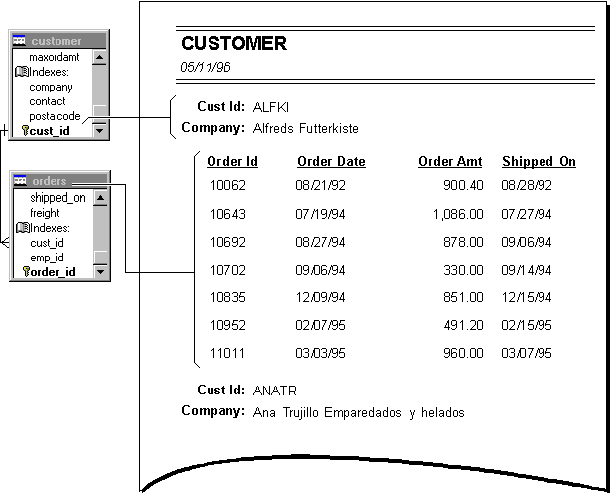 customer
maxordamt
Indexes:
company
contact
postacode
cust_id
orders
shipped_on
freight
Indexes:
cust_id
emp_id
order_id
CUSTOMER
05/11/96
Cust Id: ALFKI
Company: Alfreds Futterkiste
Order Id Order Date Order Amt Shipped_On
10062 08/21/92 900.40 08/28/92
10643 07/19/94 1,086.00 07/27/94
10692 08/27/94 878.00 09/06/94
10702 09/06/94 330.00 09/14/94
10835 12/09/94 851.00 12/15/94
10952 02/07/95 491.20 02/15/95
11011 03/03/95 960.00 03/07/95
Cust Id: ANATR
Company: Ana Trujillo Emparedados y helados